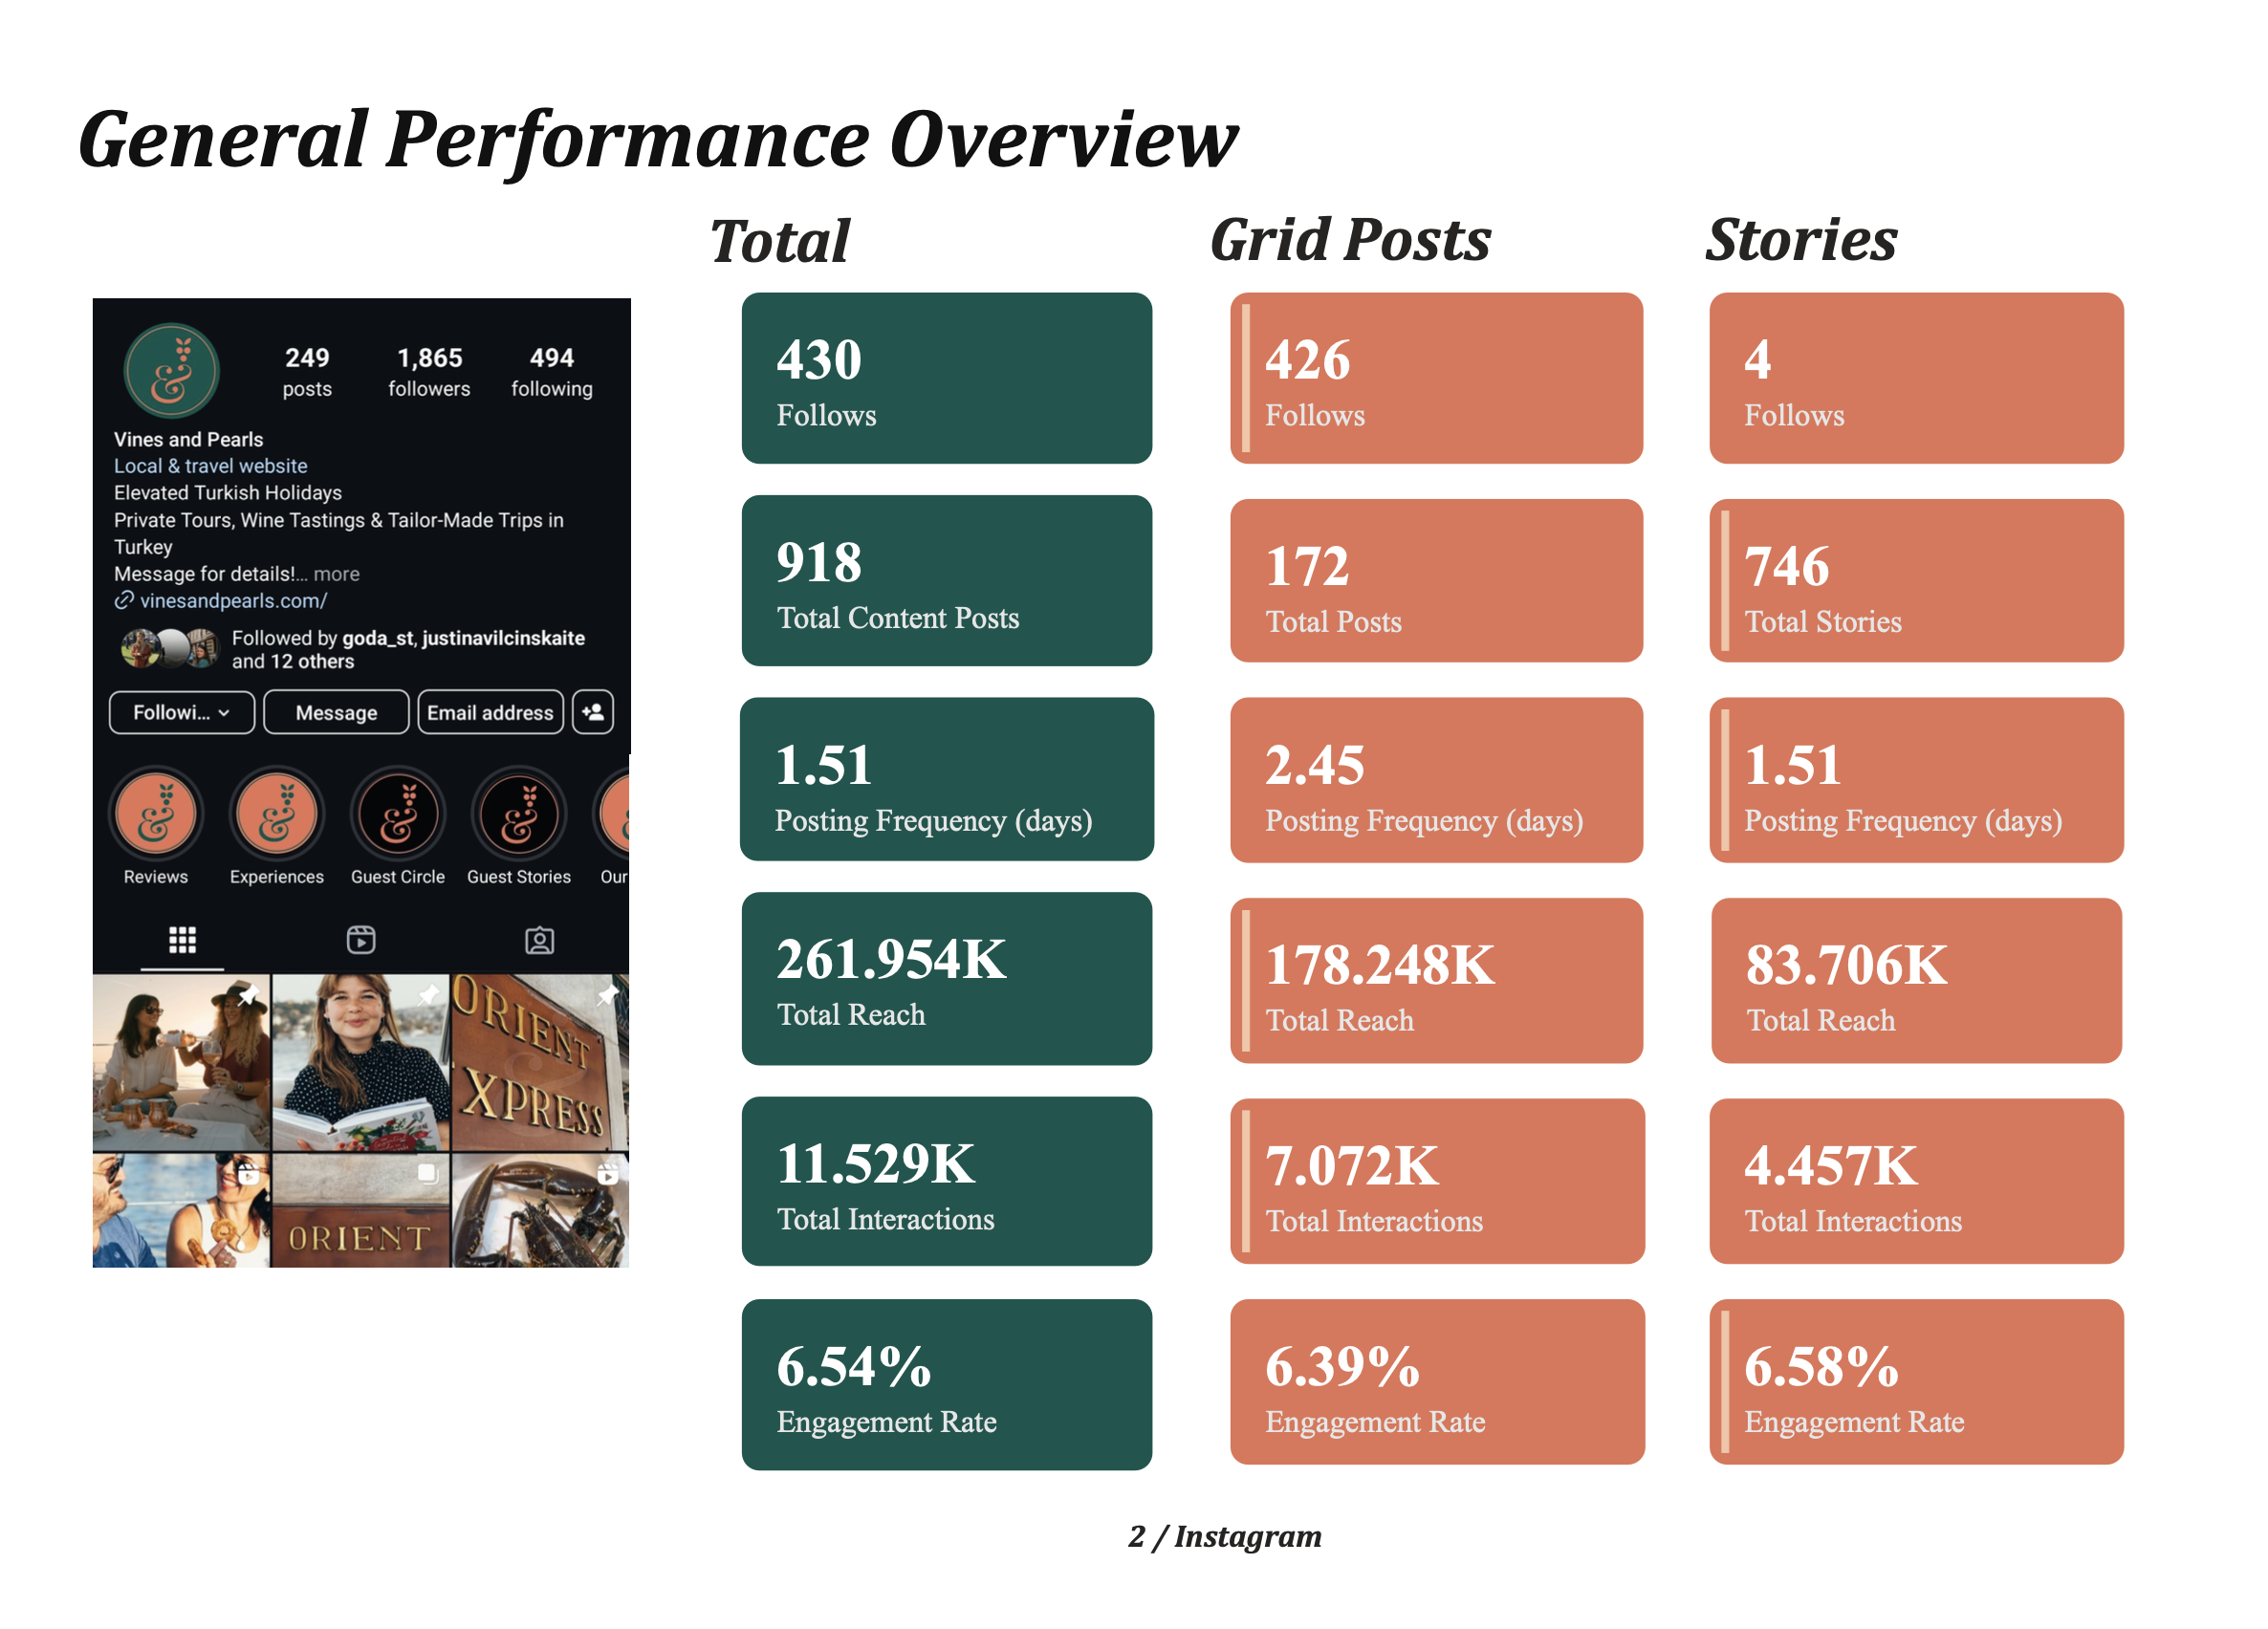 General Performance Overview
Total
Grid Posts
Stories
249
posts
1,865
followers
494
following
Vines and Pearls
Local & travel website
Elevated Turkish Holidays
Private Tours, Wine Tastings & Tailor-Made Trips in
Turkey
Message for details!... more
vinesandpearls.com/
Followed by goda_st, justinavilcinskaite
and 12 others
Followi...
Message
Email address
Reviews
Experiences
Guest Circle
Guest Stories
Our
ORIENT
XPRESS
ORIENT
430
Follows
426
Follows
4
Follows
918
Total Content Posts
172
Total Posts
746
Total Stories
1.51
Posting Frequency (days)
2.45
Posting Frequency (days)
1.51
Posting Frequency (days)
261.954K
Total Reach
178.248K
Total Reach
83.706K
Total Reach
11.529K
Total Interactions
7.072K
Total Interactions
4.457K
Total Interactions
6.54%
Engagement Rate
6.39%
Engagement Rate
6.58%
Engagement Rate
2 / Instagram